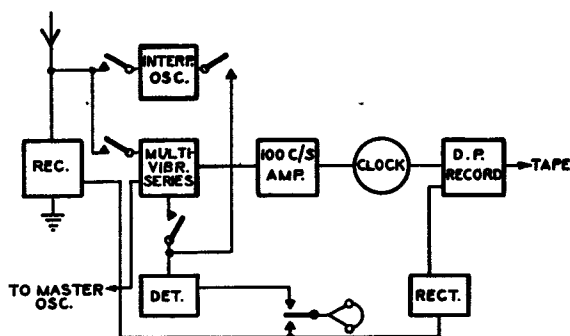 INTERP.
OSC.
REC.
MULTI-
VIBR.
SERIES
100 C/S
AMP.
CLOCK
D.P.
RECORD
TAPE
TO MASTER
OSC.
DET.
RECT.